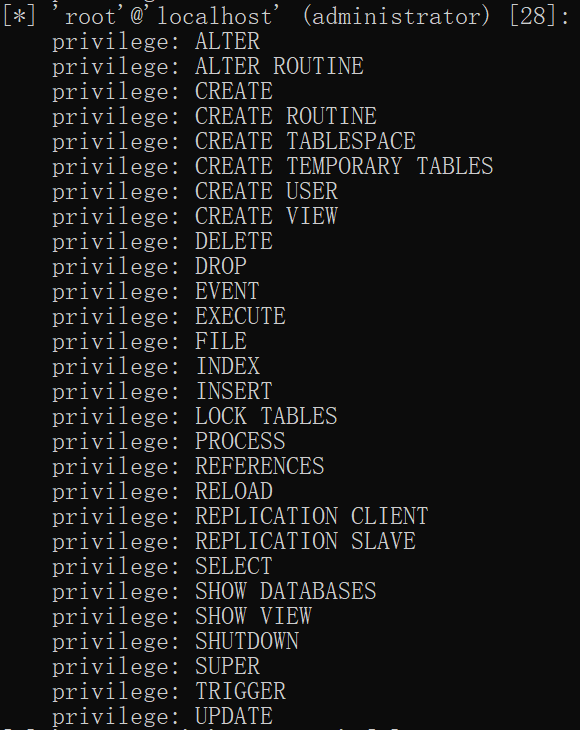 [*] 'root'@'localhost' (administrator) [28]:
privilege: ALTER
privilege: ALTER ROUTINE
privilege: CREATE
privilege: CREATE ROUTINE
privilege: CREATE TABLESPACE
privilege: CREATE TEMPORARY TABLES
privilege: CREATE USER
privilege: CREATE VIEW
privilege: DELETE
privilege: DROP
privilege: EVENT
privilege: EXECUTE
privilege: FILE
privilege: INDEX
privilege: INSERT
privilege: LOCK TABLES
privilege: PROCESS
privilege: REFERENCES
privilege: RELOAD
privilege: REPLICATION CLIENT
privilege: REPLICATION SLAVE
privilege: SELECT
privilege: SHOW DATABASES
privilege: SHOW VIEW
privilege: SHUTDOWN
privilege: SUPER
privilege: TRIGGER
privilege: UPDATE